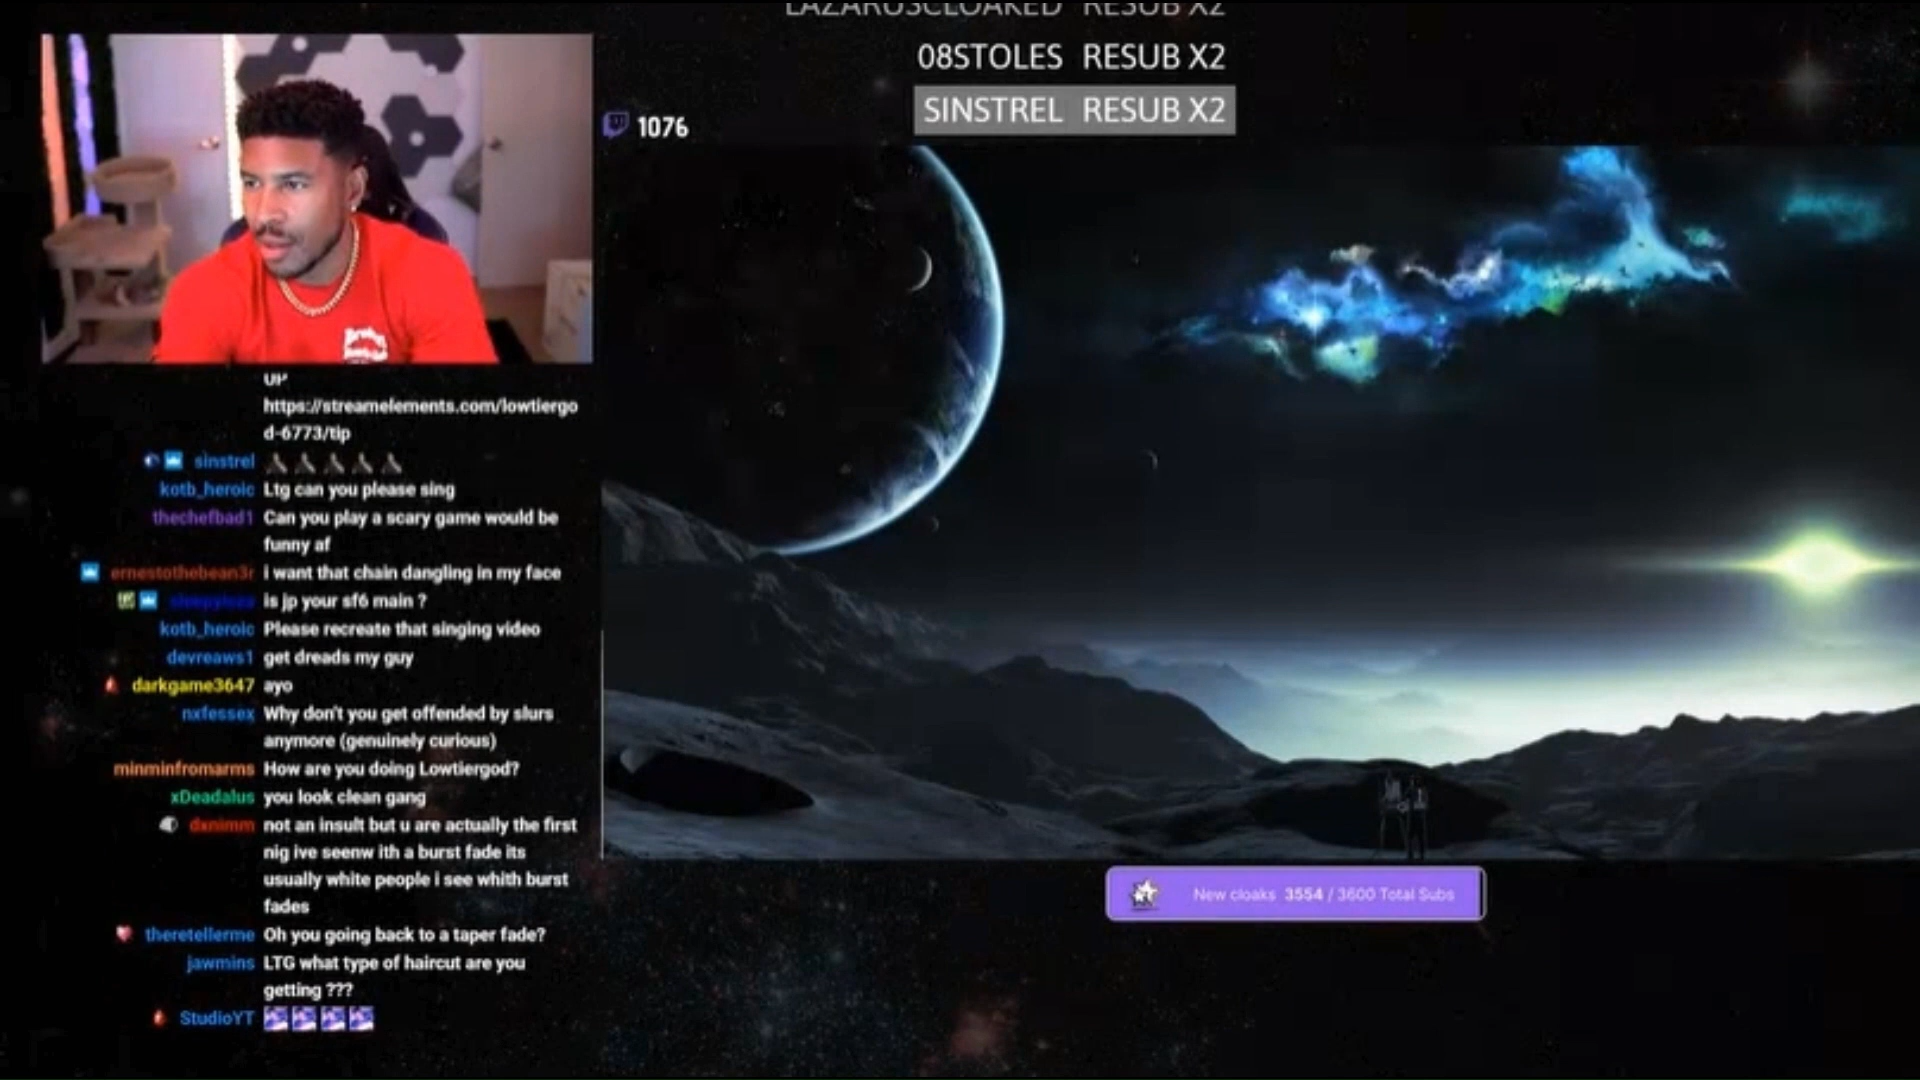 LAZARUSCLOAKED RESUB X2
08STOLES RESUB X2
SINSTREL RESUB X2
1076
UP
https://streamelements.com/lowtiergo
d-6773/tip
sinstrel
kotb_heroic Ltg can you please sing
thechefbad1 Can you play a scary game would be
funny af
ernestothebean3r i want that chain dangling in my face
is jp your sf6 main ?
kotb_heroic Please recreate that singing video
devreaws1 get dreads my guy
darkgame3647 ayo
nxfessex Why don't you get offended by slurs
anymore (genuinely curious)
minminfromarms How are you doing Lowtiergod?
xDeadalus you look clean gang
dxnimm not an insult but u are actually the first
nig ive seenw ith a burst fade its
usually white people i see whith burst
fades
theretellerme Oh you going back to a taper fade?
jawmins LTG what type of haircut are you
getting ???
StudioYT
New cloaks 3554 / 3600 Total Subs